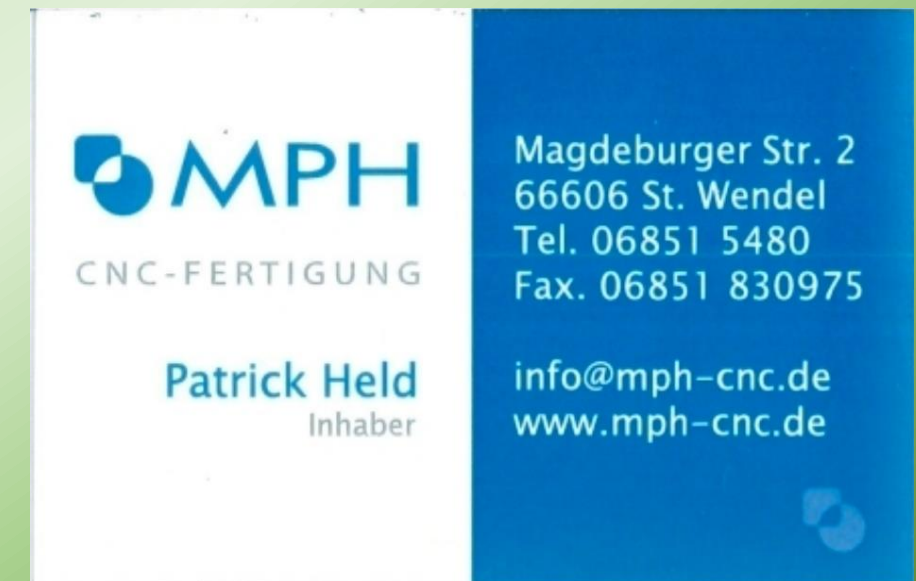 MPH
CNC-FERTIGUNG
Patrick Held
Inhaber
Magdeburger Str. 2
66606 St. Wendel
Tel. 06851 5480
Fax. 06851 830975
info@mph-cnc.de
www.mph-cnc.de